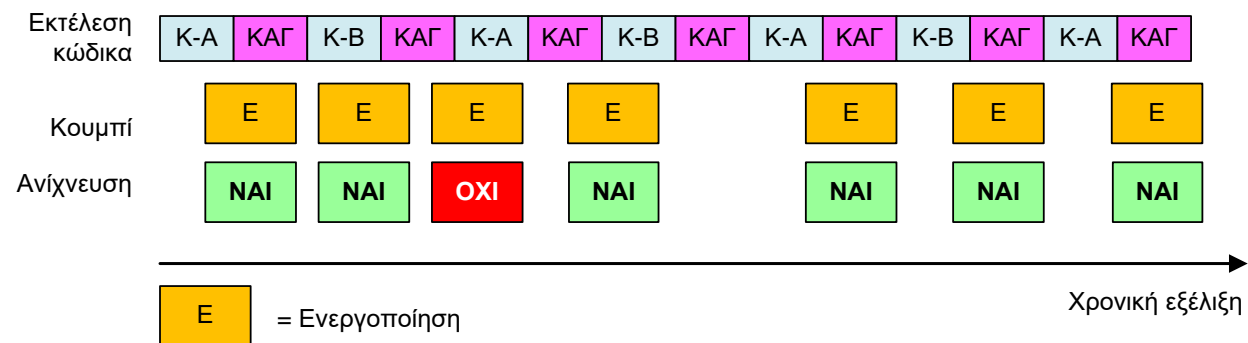 Εκτέλεση κώδικα
Κ-Α ΚΑΓ Κ-Β ΚΑΓ Κ-Α ΚΑΓ Κ-Β ΚΑΓ Κ-Α ΚΑΓ Κ-Β ΚΑΓ Κ-Α ΚΑΓ
Κουμπί
Ε Ε Ε Ε Ε Ε Ε
Ανίχνευση
ΝΑΙ ΝΑΙ ΟΧΙ ΝΑΙ ΝΑΙ ΝΑΙ ΝΑΙ
Χρονική εξέλιξη
Ε = Ενεργοποίηση